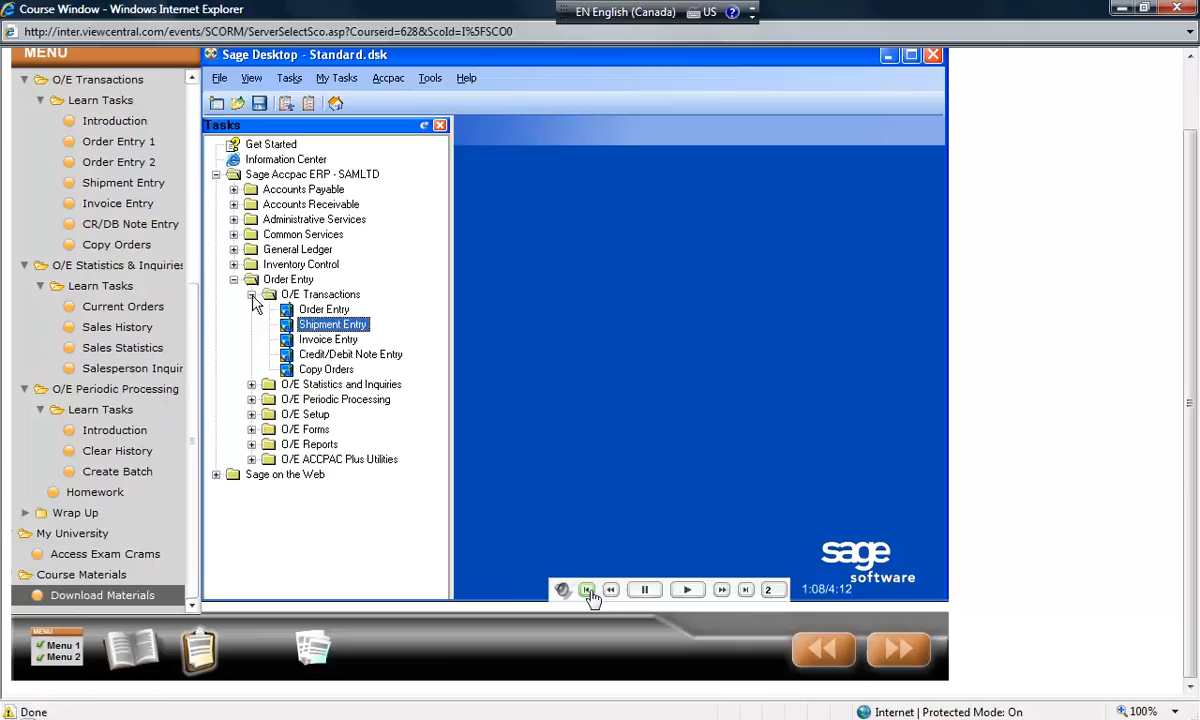 Course Window - Windows Internet Explorer
EN English (Canada) US
http://inter.viewcentral.com/events/SCORM/ServerSelectSco.asp?Courseid=628&ScoId=I%5FSCO0
MENU
O/E Transactions
Learn Tasks
Introduction
Order Entry 1
Order Entry 2
Shipment Entry
Invoice Entry
CR/DB Note Entry
Copy Orders
O/E Statistics & Inquiries
Learn Tasks
Current Orders
Sales History
Sales Statistics
Salesperson Inquir
O/E Periodic Processing
Learn Tasks
Introduction
Clear History
Create Batch
Homework
Wrap Up
My University
Access Exam Crams
Course Materials
Download Materials
Sage Desktop - Standard.dsk
File View Tasks My Tasks Accpac Tools Help
Tasks
Get Started
Information Center
Sage Accpac ERP - SAMLTD
Accounts Payable
Accounts Receivable
Administrative Services
Common Services
General Ledger
Inventory Control
Order Entry
O/E Transactions
Order Entry
Shipment Entry
Invoice Entry
Credit/Debit Note Entry
Copy Orders
O/E Statistics and Inquiries
O/E Periodic Processing
O/E Setup
O/E Forms
O/E Reports
O/E ACCPAC Plus Utilities
Sage on the Web
sage
software
2 1:08/4:12
MENU
Menu 1
Menu 2
Done Internet | Protected Mode: On 100%